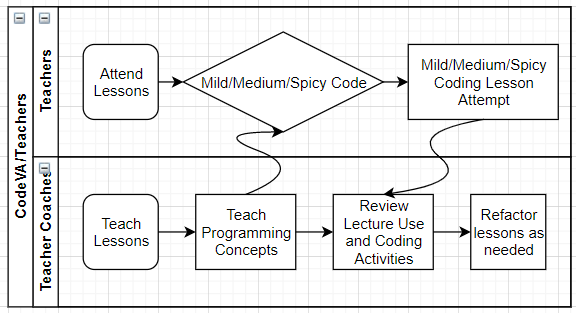 CodeVA/Teachers
Teachers
Attend
Lessons
Mild/Medium/Spicy Code
Mild/Medium/Spicy
Coding Lesson
Attempt
Teacher Coaches
Teach
Lessons
Teach
Programming
Concepts
Review
Lecture Use
and Coding
Activities
Refactor
lessons as
needed